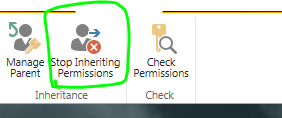 Manage
Parent
Stop Inheriting
Permissions
Check
Permissions
Inheritance
Check